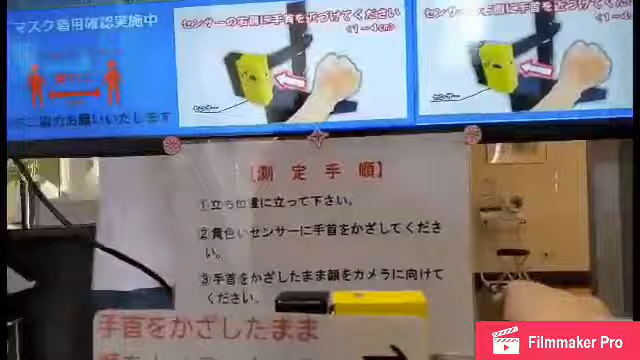 マスク着用確認実施中
センサーの右側に手首を近づけてください
<1~4cm>
センサー
センサーの右側に手首を近づけてください
<1~4cm>
センサー
ご協力お願いいたします
【測定手順】
①立ち位置に立って下さい。
②黄色いセンサーに手首をかざしてくださ
い。
③手首をかざしたまま顔をカメラに向けて
ください。
手首をかざしたまま
Filmmaker Pro